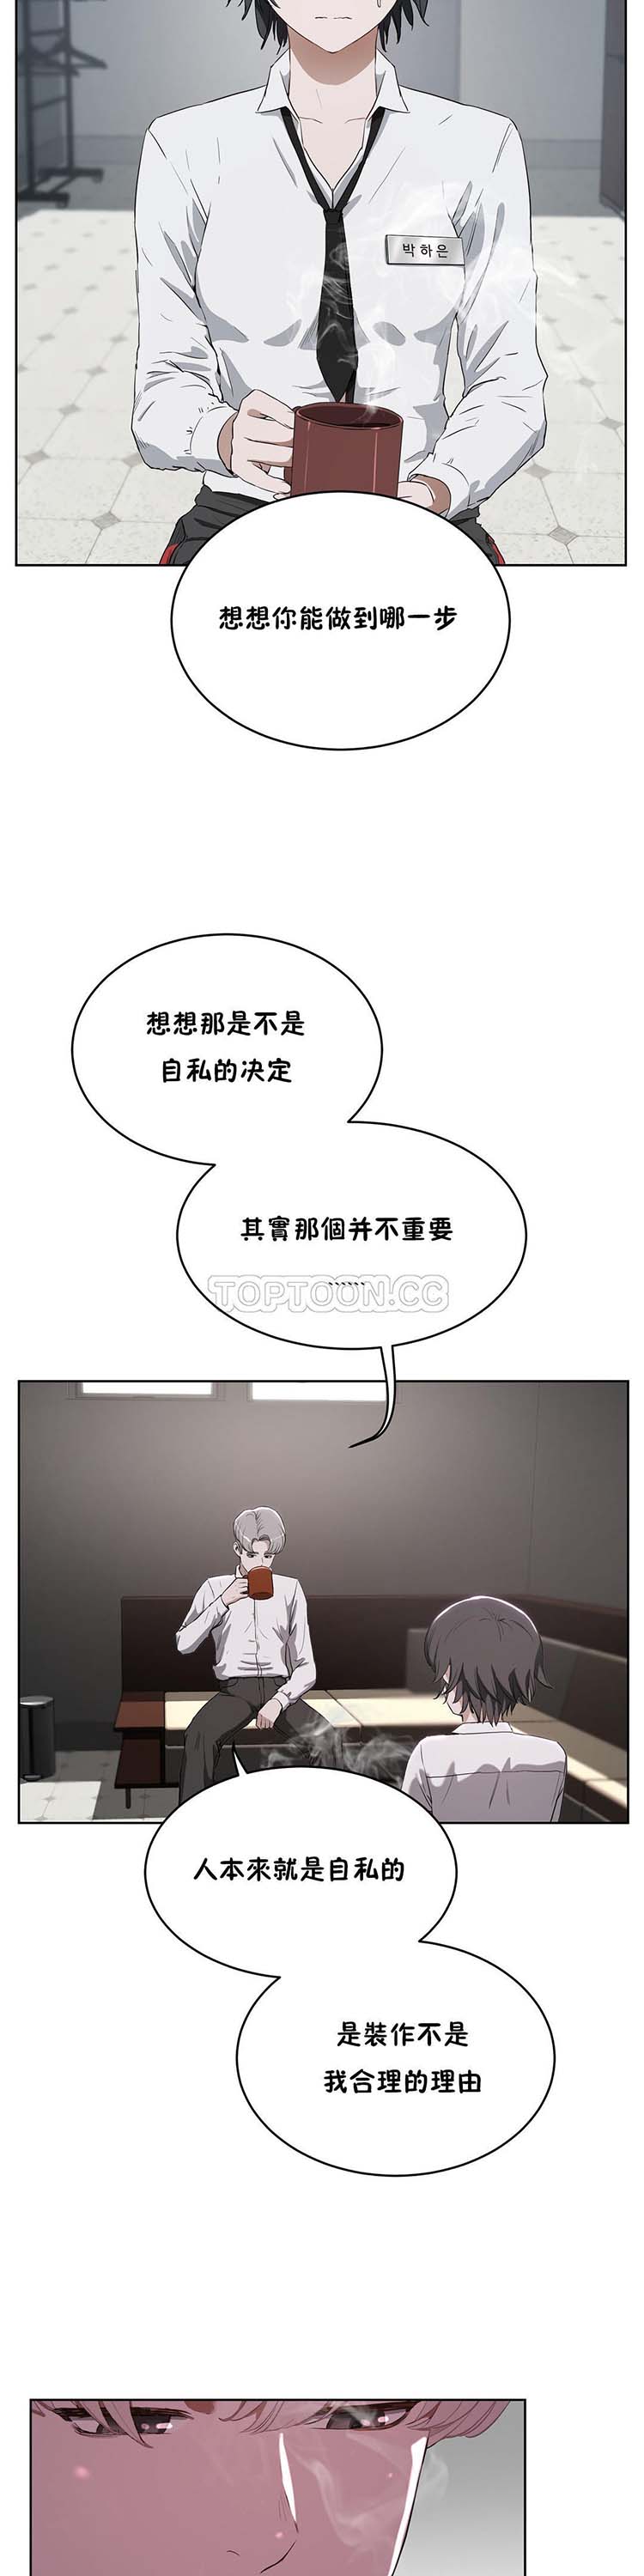 박하은
想想你能做到哪一步
想想那是不是
自私的决定
其實那個并不重要
……
TOPTOON.CC
人本來就是自私的
是裝作不是
我合理的理由